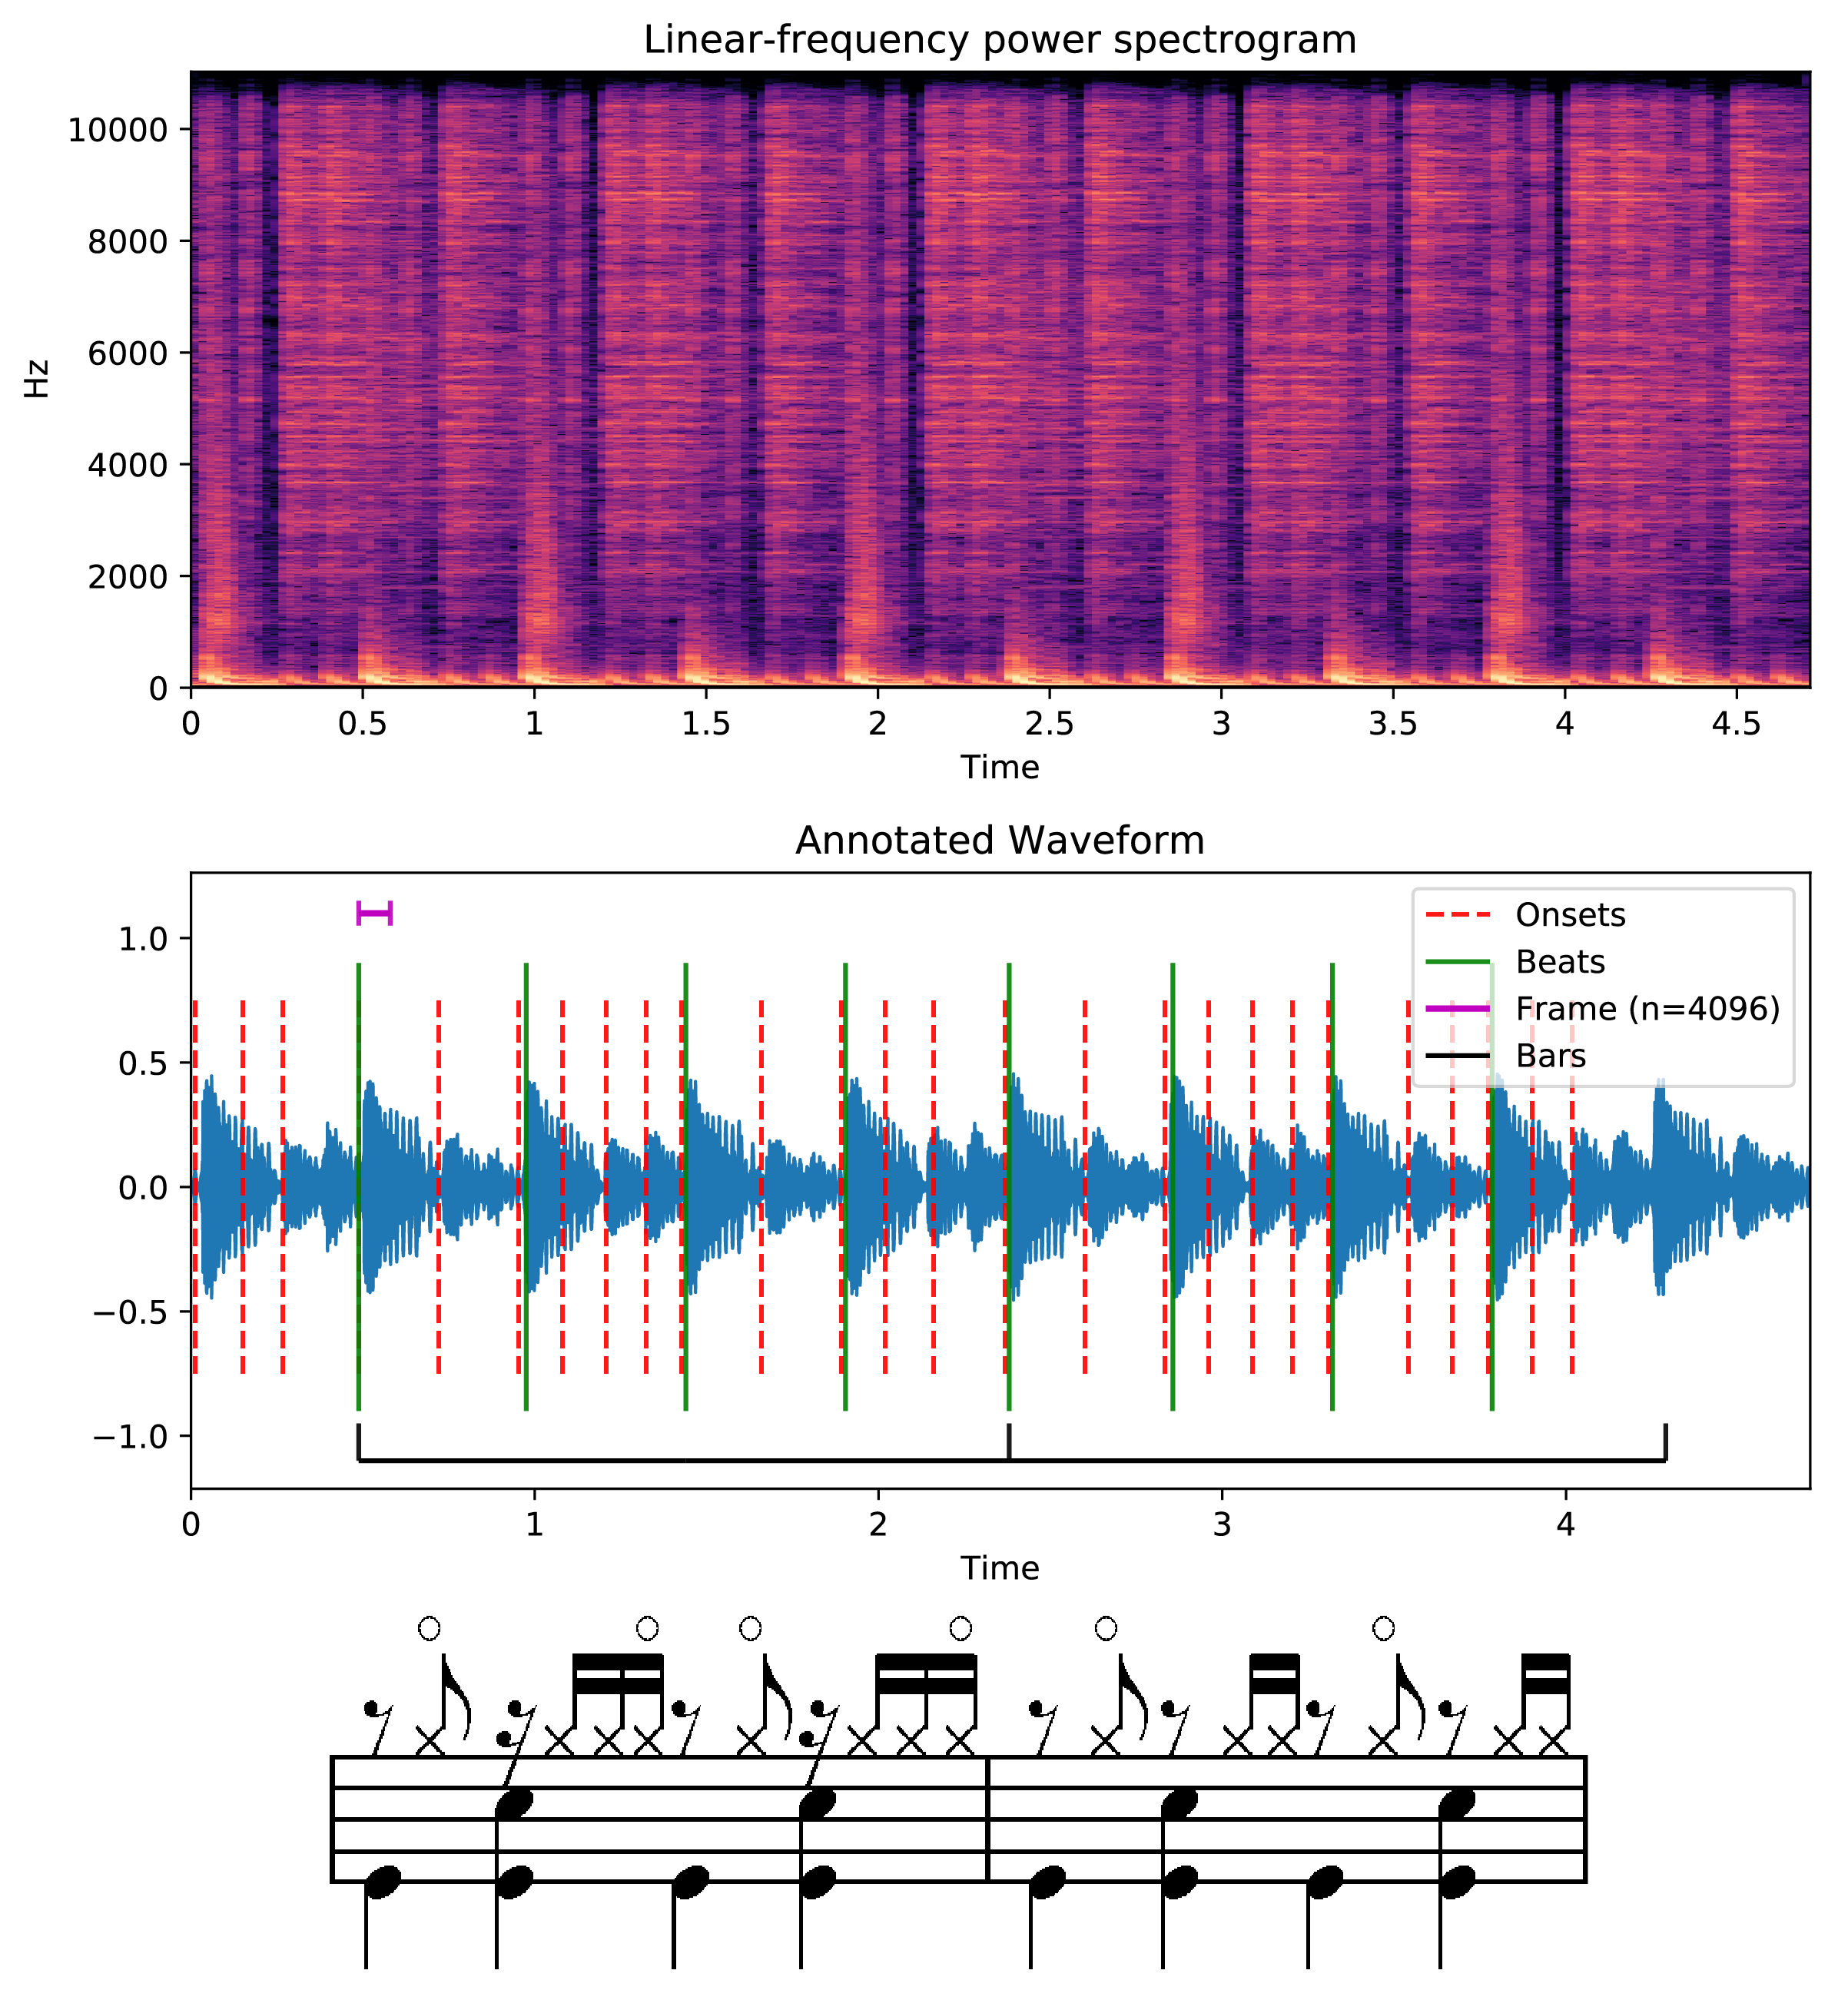 Linear-frequency power spectrogram
10000
8000
6000
4000
2000
0
Hz
0 0.5 1 1.5 2 2.5 3 3.5 4 4.5
Time
Annotated Waveform
1.0
0.5
0.0
−0.5
−1.0
Onsets
Beats
Frame (n=4096)
Bars
0 1 2 3 4
Time